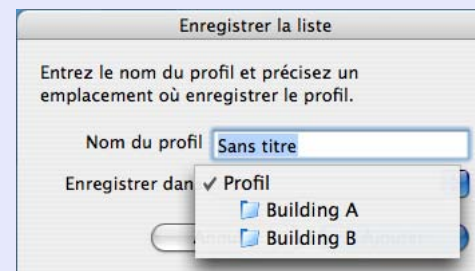 Enregistrer la liste
Entrez le nom du profil et précisez un
emplacement où enregistrer le profil.
Nom du profil Sans titre
Enregistrer dan ✓ Profil
Building A
Building B